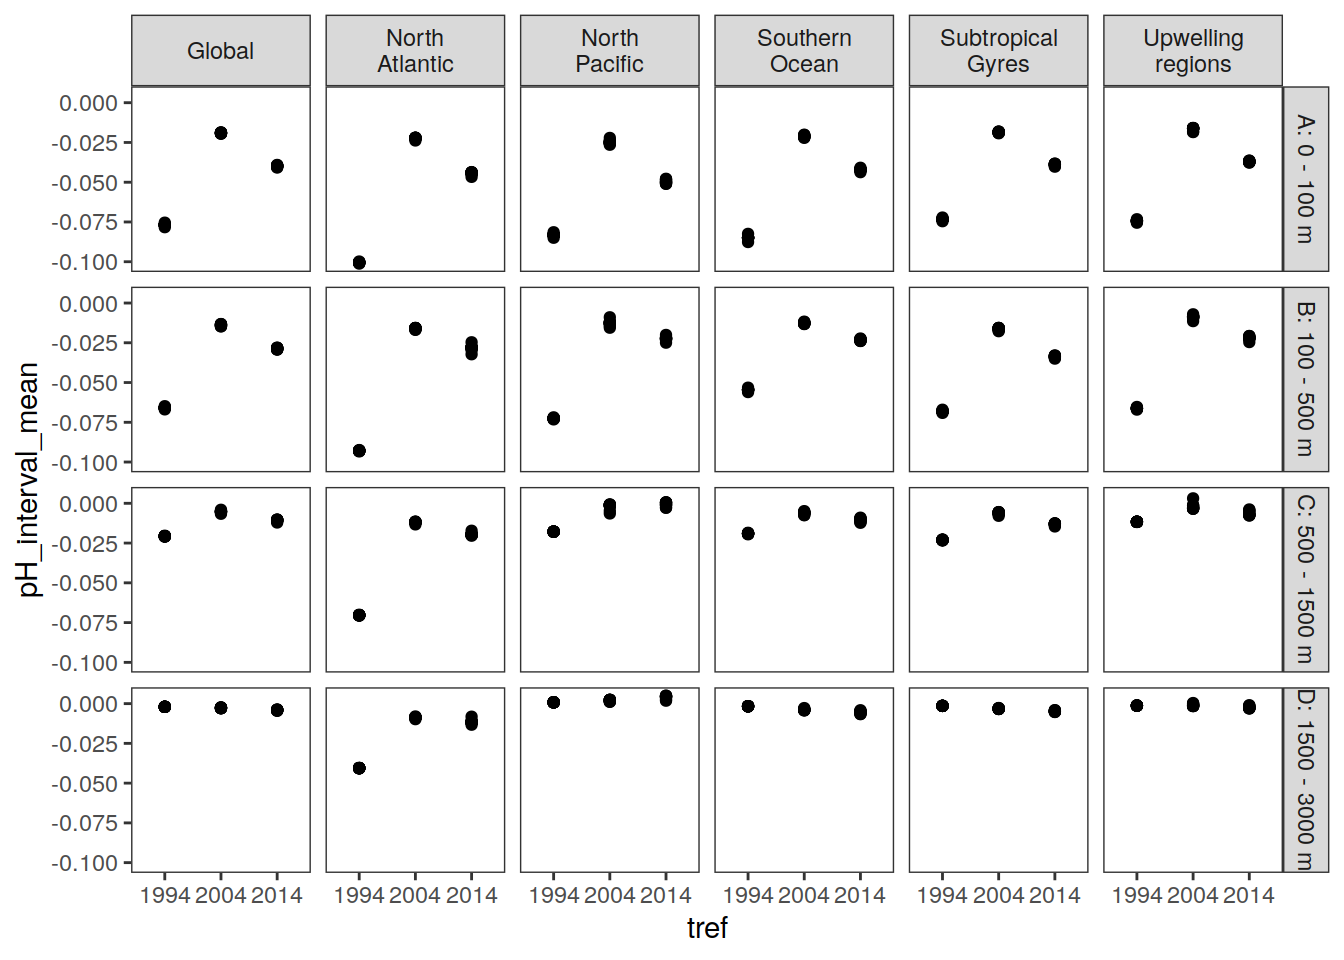 Global
North
Atlantic
North
Pacific
Southern
Ocean
Subtropical
Gyres
Upwelling
regions
0.000
-0.025
-0.050
-0.075
-0.100
A: 0 - 100 m
0.000
-0.025
-0.050
-0.075
-0.100
B: 100 - 500 m
0.000
-0.025
-0.050
-0.075
-0.100
C: 500 - 1500 m
0.000
-0.025
-0.050
-0.075
-0.100
D: 1500 - 3000 m
pH_interval_mean
1994 2004 2014
1994 2004 2014
1994 2004 2014
1994 2004 2014
1994 2004 2014
1994 2004 2014
tref